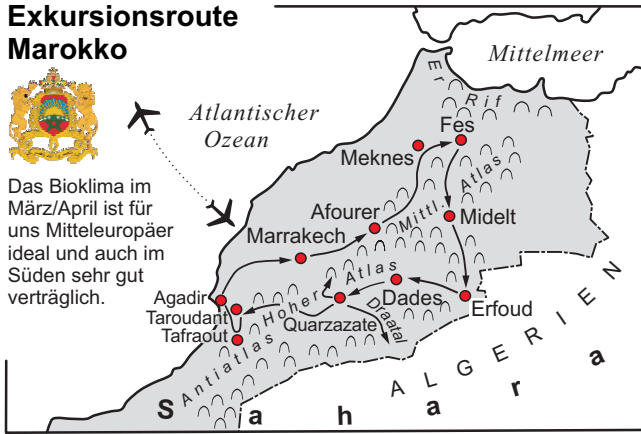 Exkursionsroute
Marokko
Mittelmeer
Atlantischer
Ozean
Er Rif
Fes
Meknes
Das Bioklima im
März/April ist für
uns Mitteleuropäer
ideal und auch im
Süden sehr gut
verträglich.
Mittl. Atlas
Afourer
Midelt
Marrakech
Hoher Atlas
Agadir
Taroudant
Tafraout
Quarzazate
Dades
Draatal
Erfoud
Antiatlas
ALGERIEN
Sahara